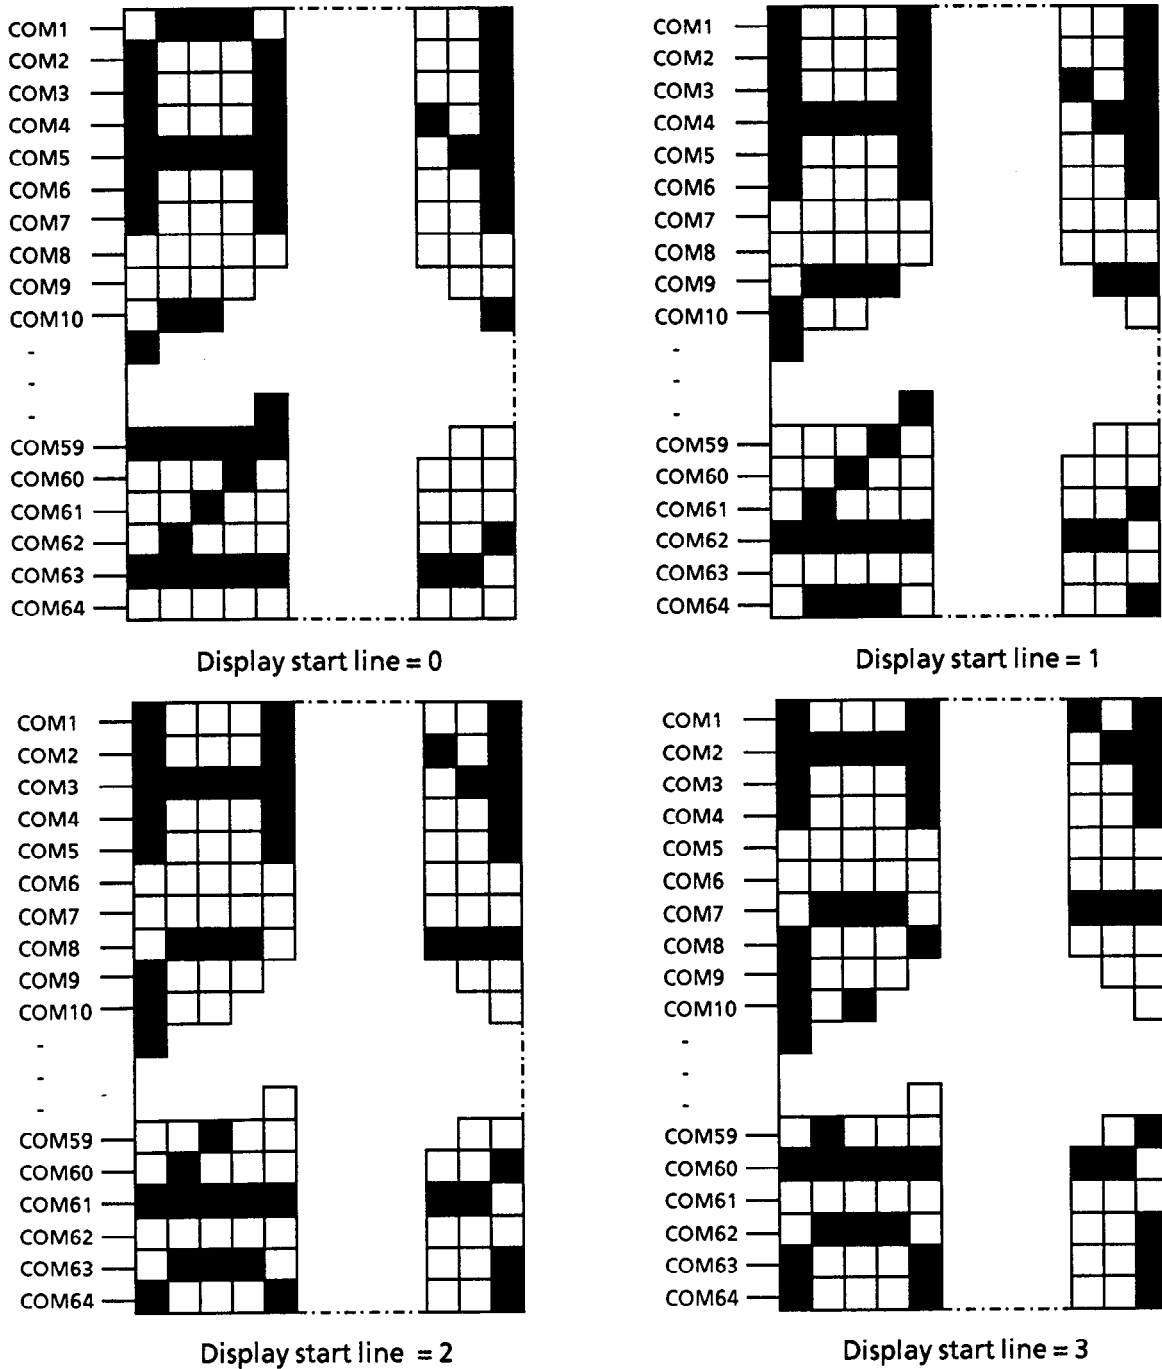 COM1
COM2
COM3
COM4
COM5
COM6
COM7
COM8
COM9
COM10
-
-
-
COM59
COM60
COM61
COM62
COM63
COM64
Display start line = 0
COM1
COM2
COM3
COM4
COM5
COM6
COM7
COM8
COM9
COM10
-
-
-
COM59
COM60
COM61
COM62
COM63
COM64
Display start line = 1
COM1
COM2
COM3
COM4
COM5
COM6
COM7
COM8
COM9
COM10
-
-
-
COM59
COM60
COM61
COM62
COM63
COM64
Display start line = 2
COM1
COM2
COM3
COM4
COM5
COM6
COM7
COM8
COM9
COM10
-
-
-
COM59
COM60
COM61
COM62
COM63
COM64
Display start line = 3